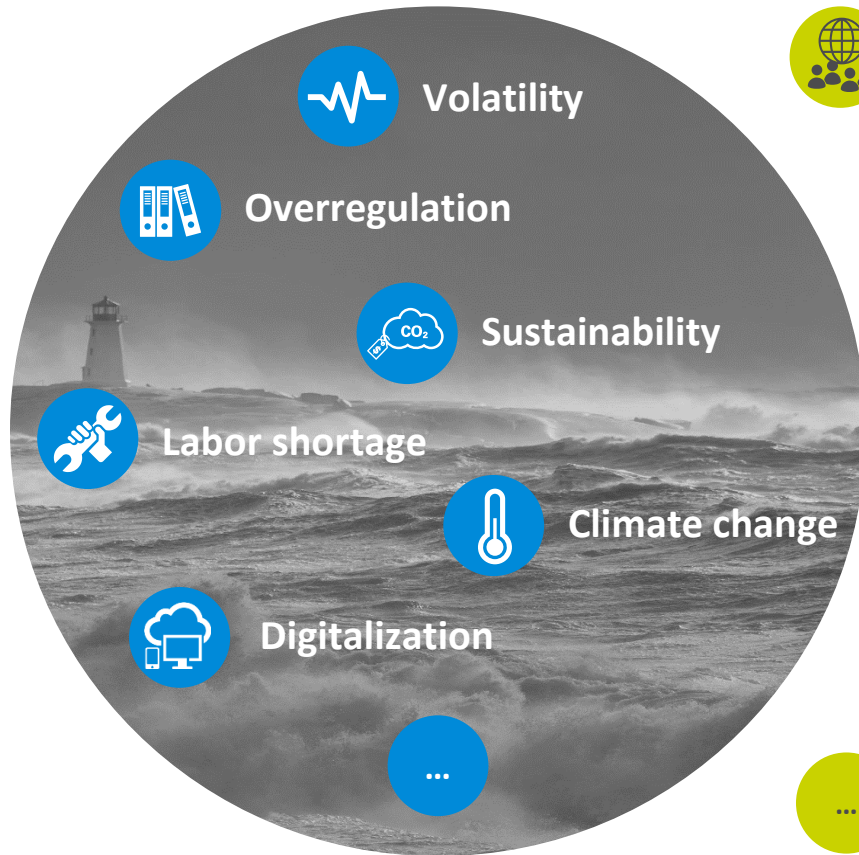 Volatility
Overregulation
CO₂
Sustainability
$
Labor shortage
Climate change
Digitalization
...
...